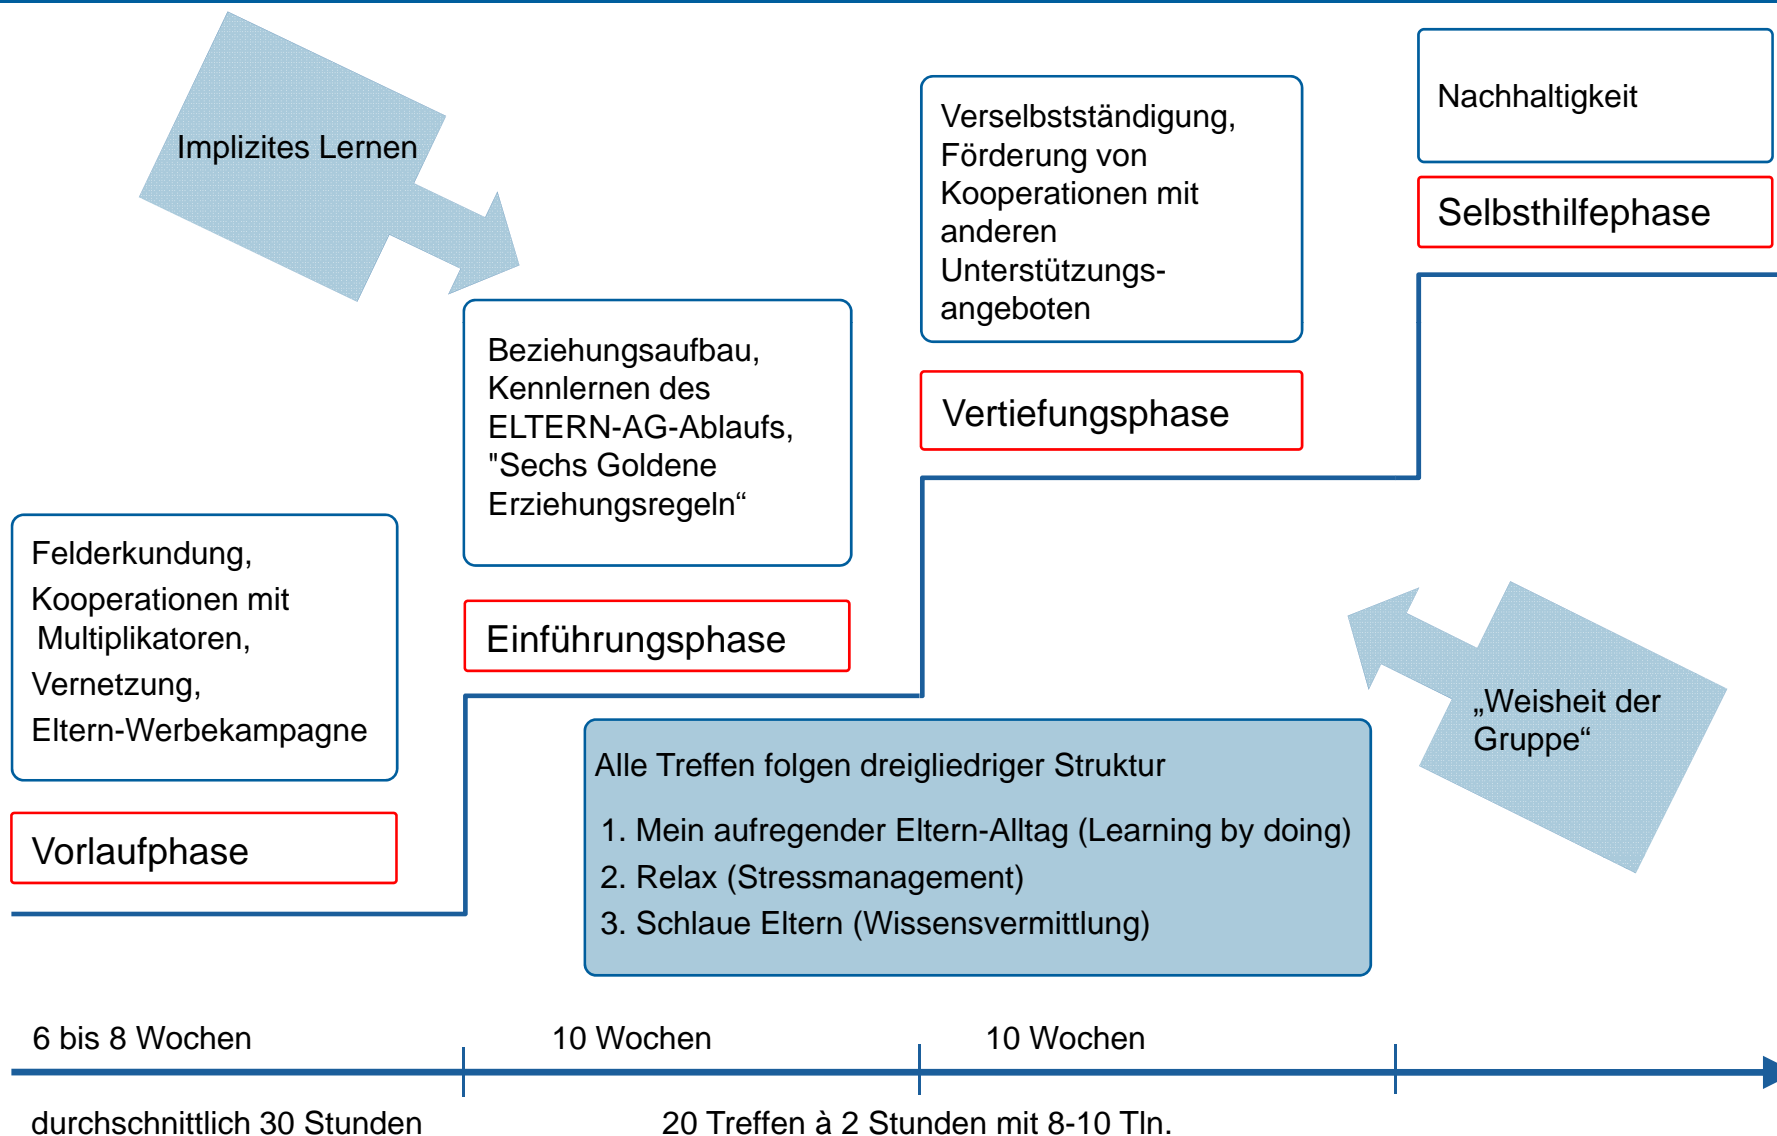 Implizites Lernen
Felderkundung,
Kooperationen mit
Multiplikatoren,
Vernetzung,
Eltern-Werbekampagne
Vorlaufphase
Beziehungsaufbau,
Kennlernen des
ELTERN-AG-Ablaufs,
"Sechs Goldene
Erziehungsregeln“
Einführungsphase
Verselbstständigung,
Förderung von
Kooperationen mit
anderen
Unterstützungs-
angeboten
Vertiefungsphase
Nachhaltigkeit
Selbsthilfephase
„Weisheit der
Gruppe“
Alle Treffen folgen dreigliedriger Struktur
1. Mein aufregender Eltern-Alltag (Learning by doing)
2. Relax (Stressmanagement)
3. Schlaue Eltern (Wissensvermittlung)
6 bis 8 Wochen
10 Wochen
10 Wochen
durchschnittlich 30 Stunden
20 Treffen à 2 Stunden mit 8-10 Tln.